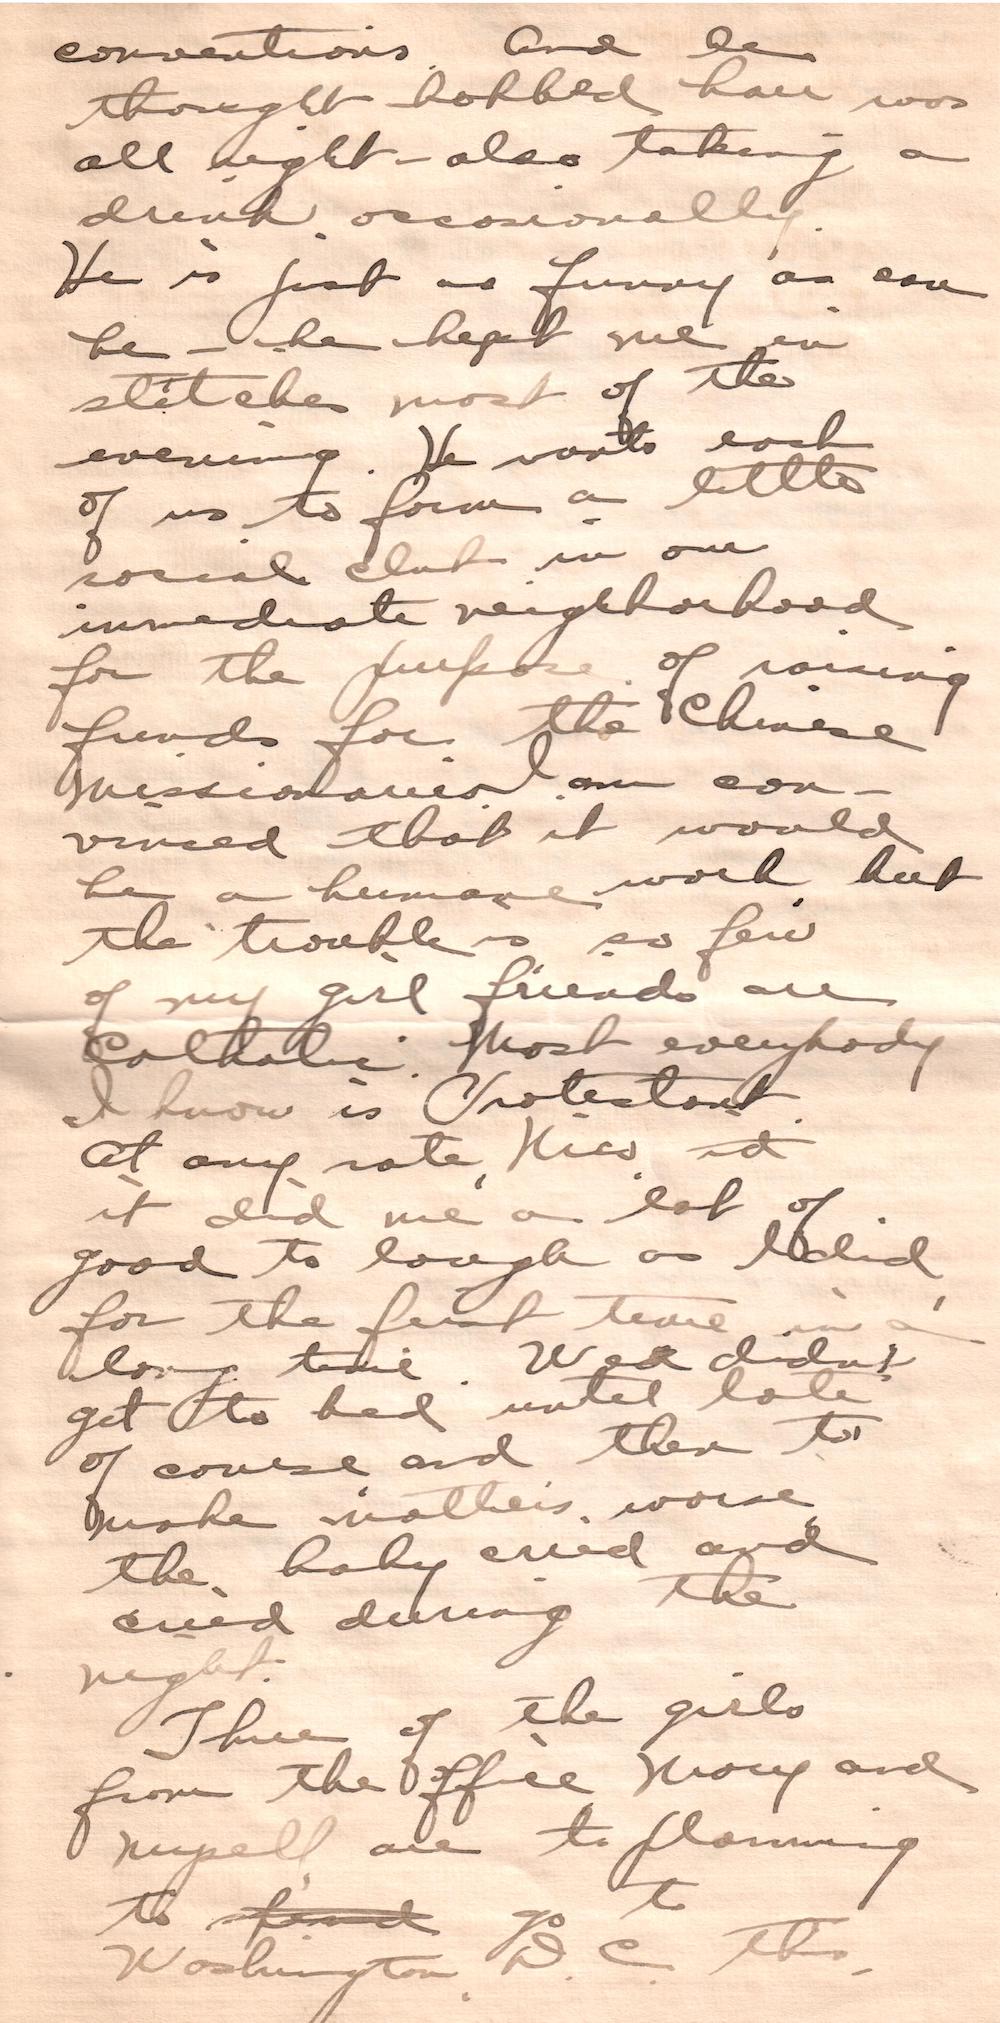 conventions. And he
thought bobbed hair was
all right - also taking a
drink occasionally.
He is just as funny as can
be - he kept me in
stitches most of the
evening. He wants each
of us to form a little
social club in our
immediate neighborhood
for the purpose of raising
funds for the Chinese
Missionaries I am con-
vinced that it would
be a humane work but
the trouble is so few
of my girl friends are
Catholic. Most everybody
I know is Protestant.
At any rate, it
it did me a lot of
good to laugh as I did,
for the first time in a
long time. We didn't
get to bed until late
of course and then to
make matters worse
the baby cried and
cried during the
night.
Three of the girls
from the office Mary and
myself are to planning
to go to
Washington D.C. this